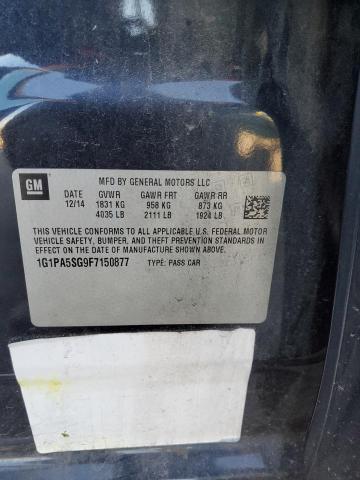 GM
MFD BY GENERAL MOTORS LLC
12/14 GVWR GAWR FRT GAWR RR
1831 KG 958 KG 873 KG
4035 LB 2111 LB 1924 LB
THIS VEHICLE CONFORMS TO ALL APPLICABLE U.S. FEDERAL MOTOR
VEHICLE SAFETY, BUMPER, AND THEFT PREVENTION STANDARDS IN
EFFECT ON THE DATE OF MANUFACTURE SHOWN ABOVE.
1G1PA5SG9F7150877 TYPE: PASS CAR